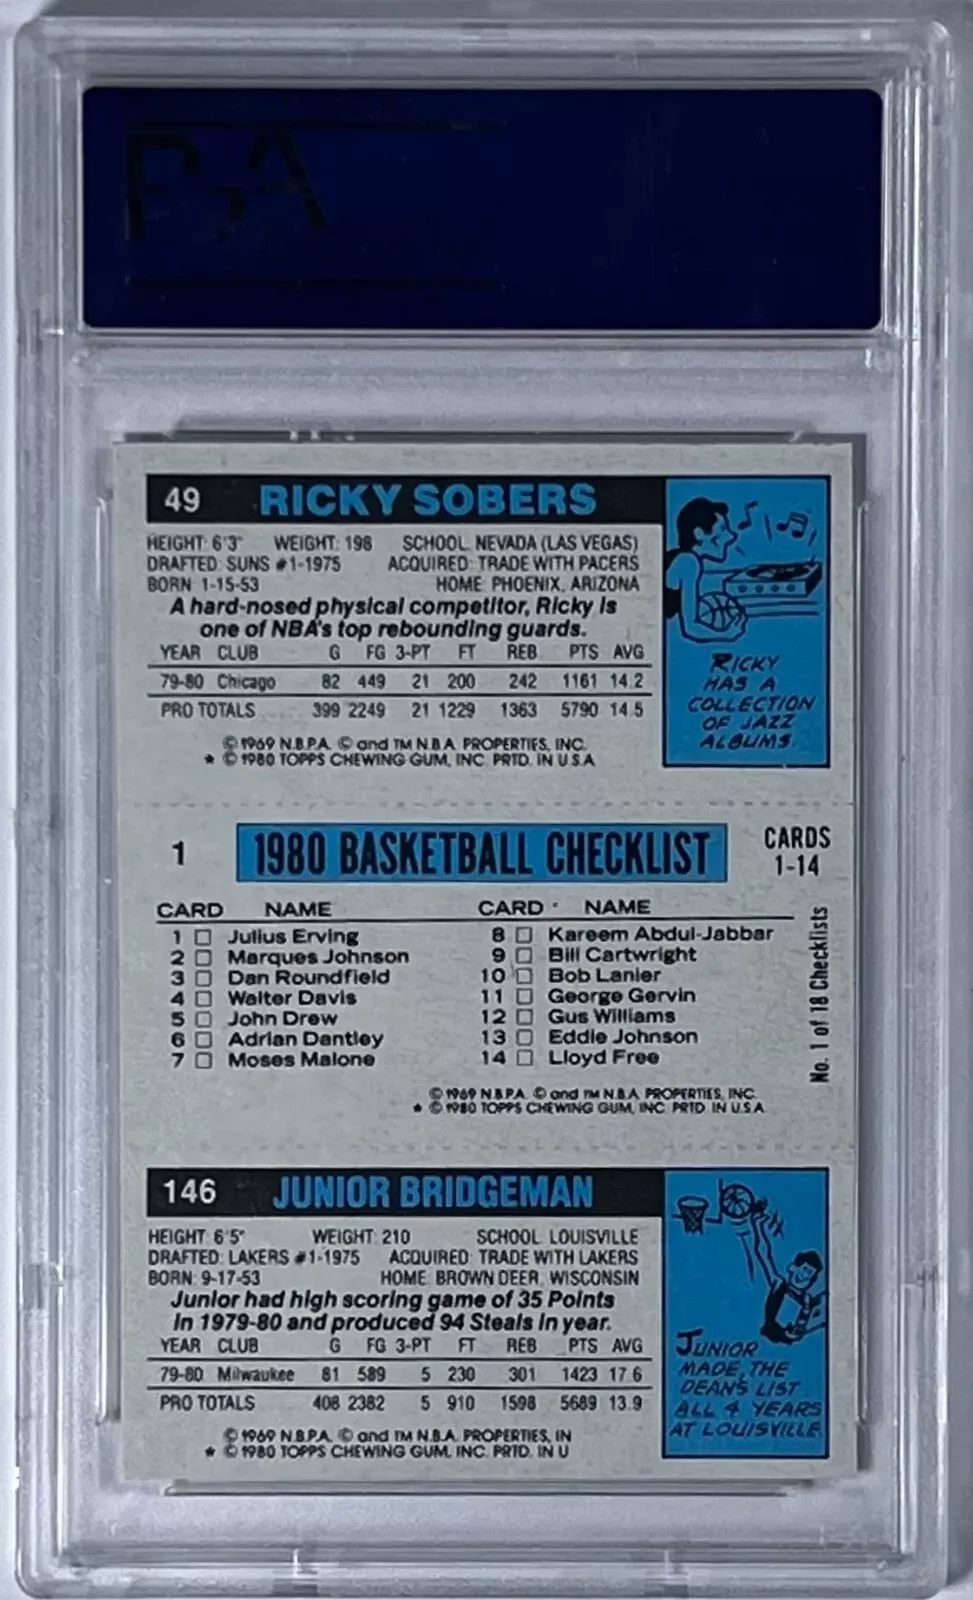 49 RICKY SOBERS
HEIGHT: 6'3" WEIGHT: 198 SCHOOL: NEVADA (LAS VEGAS)
DRAFTED: SUNS #1-1975 ACQUIRED: TRADE WITH PACERS
BORN: 1-15-53 HOME: PHOENIX, ARIZONA
A hard-nosed physical competitor, Ricky is
one of NBA's top rebounding guards.
YEAR CLUB G FG 3-PT FT REB PTS AVG
79-80 Chicago 82 449 21 200 242 1161 14.2
PRO TOTALS 399 2249 21 1229 1363 5790 14.5
© 1969 N.B.P.A. © and TM N.B.A. PROPERTIES, INC.
* © 1980 TOPPS CHEWING GUM, INC. PRTD. IN U.S.A.
RICKY
HAS A
COLLECTION
OF JAZZ
ALBUMS.
1 1980 BASKETBALL CHECKLIST CARDS
1-14
CARD NAME
1 □ Julius Erving
2 □ Marques Johnson
3 □ Dan Roundfield
4 □ Walter Davis
5 □ John Drew
6 □ Adrian Dantley
7 □ Moses Malone
CARD NAME
8 □ Kareem Abdul-Jabbar
9 □ Bill Cartwright
10 □ Bob Lanier
11 □ George Gervin
12 □ Gus Williams
13 □ Eddie Johnson
14 □ Lloyd Free
No. 1 of 18 Checklists
© 1969 N.B.P.A. © and TM N.B.A. PROPERTIES, INC.
* © 1980 TOPPS CHEWING GUM, INC. PRTD. IN U.S.A.
146 JUNIOR BRIDGEMAN
HEIGHT: 6'5" WEIGHT: 210 SCHOOL: LOUISVILLE
DRAFTED: LAKERS #1-1975 ACQUIRED: TRADE WITH LAKERS
BORN: 9-17-53 HOME: BROWN DEER, WISCONSIN
Junior had high scoring game of 35 Points
in 1979-80 and produced 94 Steals in year.
YEAR CLUB G FG 3-PT FT REB PTS AVG
79-80 Milwaukee 81 589 5 230 301 1423 17.6
PRO TOTALS 408 2382 5 910 1598 5689 13.9
© 1969 N.B.P.A. © and TM N.B.A. PROPERTIES, IN
* © 1980 TOPPS CHEWING GUM, INC. PRTD. IN U
JUNIOR
MADE THE
DEAN'S LIST
ALL 4 YEARS
AT LOUISVILLE.